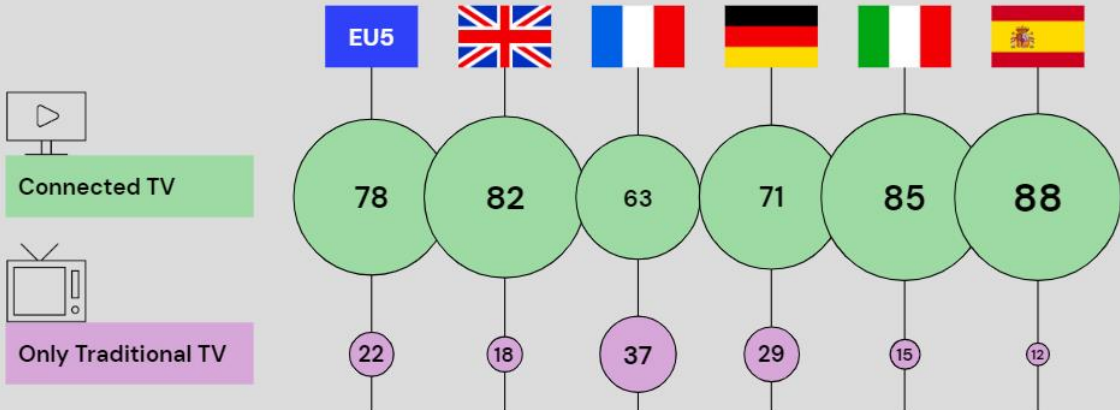 EU5
Connected TV
78 82 63 71 85 88
Only Traditional TV
22 18 37 29 15 12